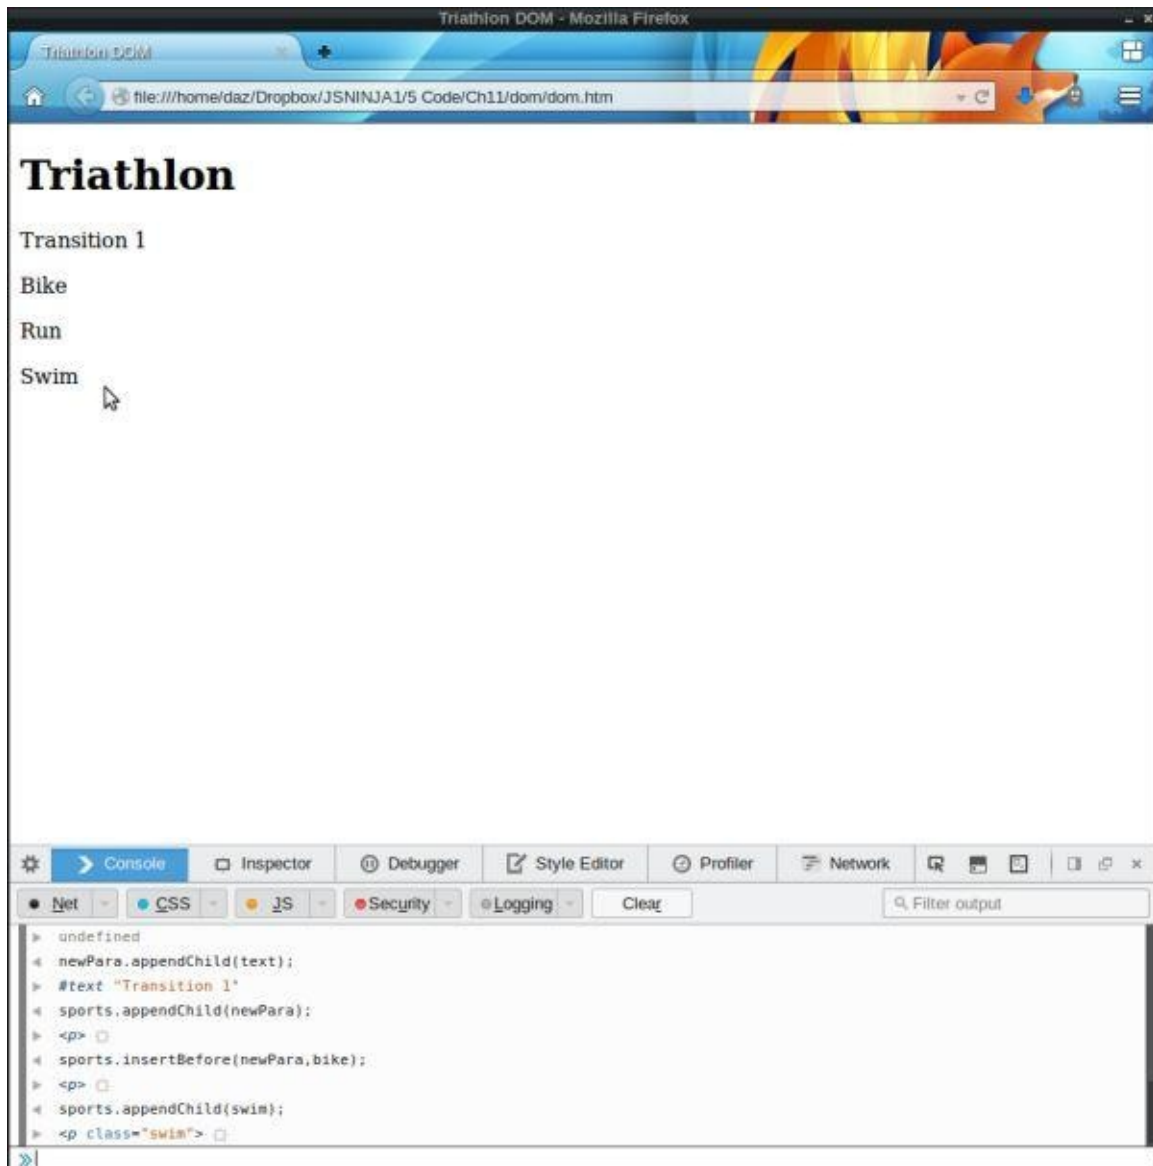 Triathlon DOM - Mozilla Firefox
Triathlon DOM
file:///home/daz/Dropbox/JSNINJA1/5 Code/Ch11/dom/dom.htm
Triathlon
Transition 1
Bike
Run
Swim
Console Inspector Debugger Style Editor Profiler Network
Net CSS JS Security Logging Clear Filter output
undefined
newPara.appendChild(text);
#text "Transition 1"
sports.appendChild(newPara);
<p>
sports.insertBefore(newPara,bike);
<p>
sports.appendChild(swim);
<p class="swim">